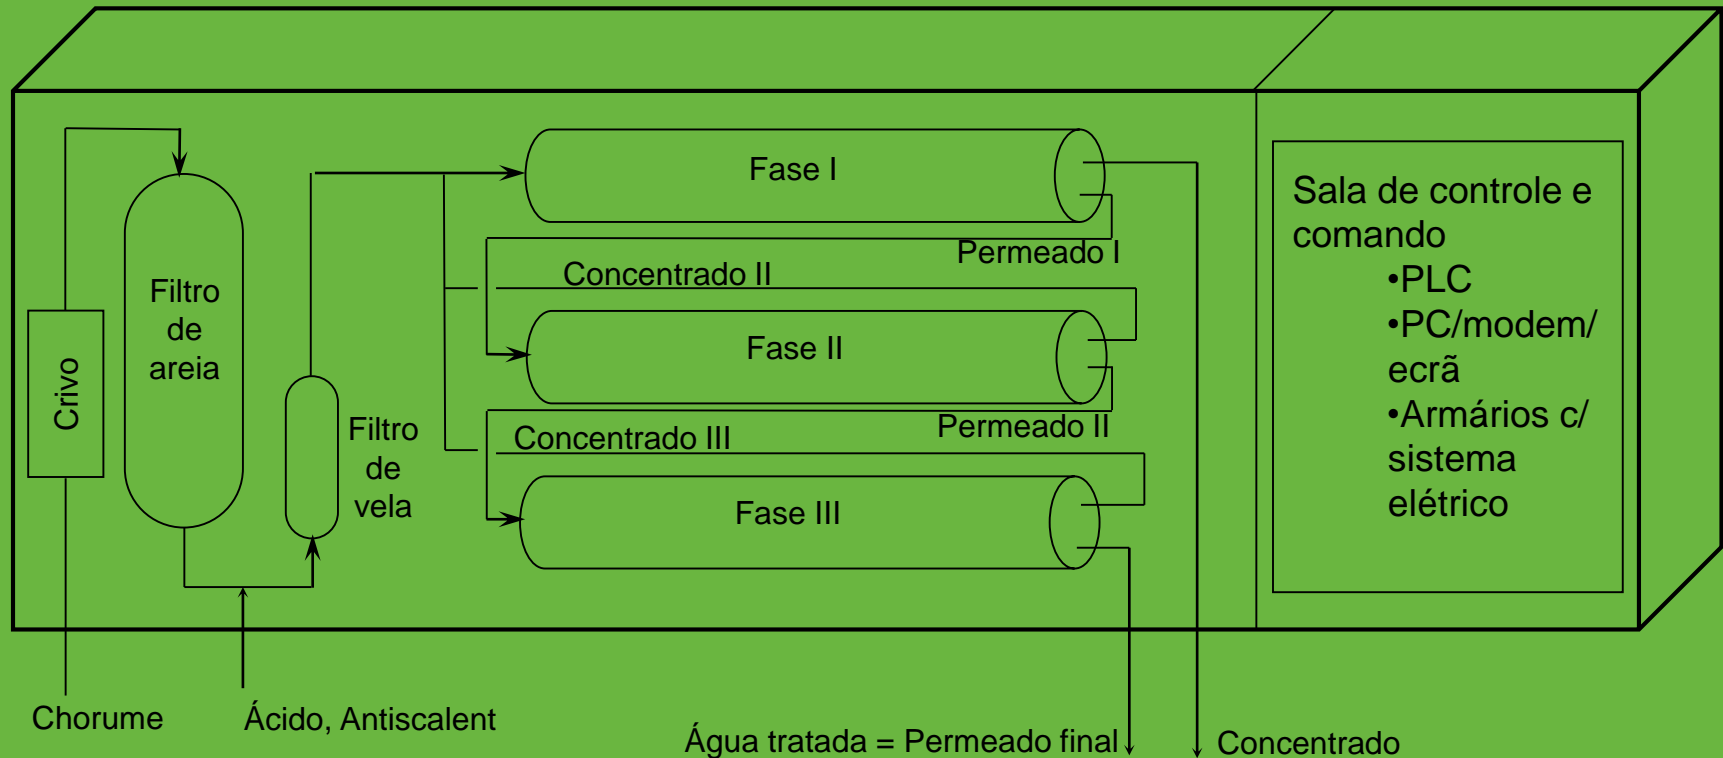 Fase I
Sala de controle e
comando
•PLC
•PC/modem/
ecrã
•Armários c/
sistema
elétrico
Permeado I
Concentrado II
Filtro
de
areia
Fase II
Crivo
Filtro
de
vela
Permeado II
Concentrado III
Fase III
Chorume
Ácido, Antiscalent
Água tratada = Permeado final
Concentrado